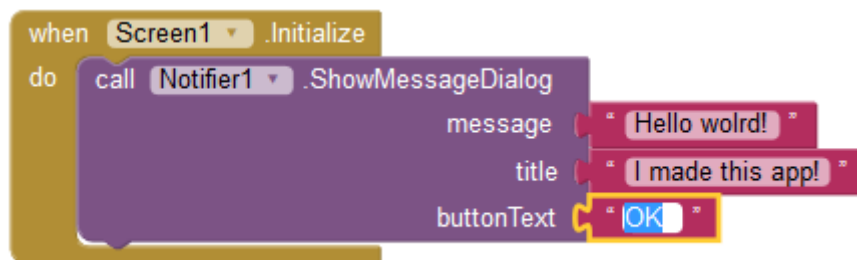 when Screen1 .Initialize
do call Notifier1 .ShowMessageDialog
message " Hello wolrd! "
title " I made this app! "
buttonText " OK "